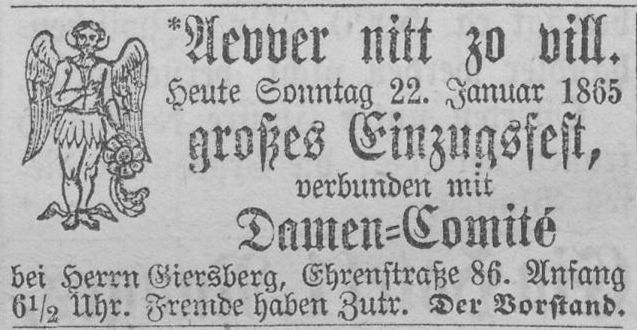 *Aevver nitt zo vill.
Heute Sonntag 22. Januar 1865
großes Einzugsfest,
verbunden mit
Damen=Comité
bei Herrn Giersberg, Ehrenstraße 86. Anfang
6½ Uhr. Fremde haben Zutr. Der Vorstand.